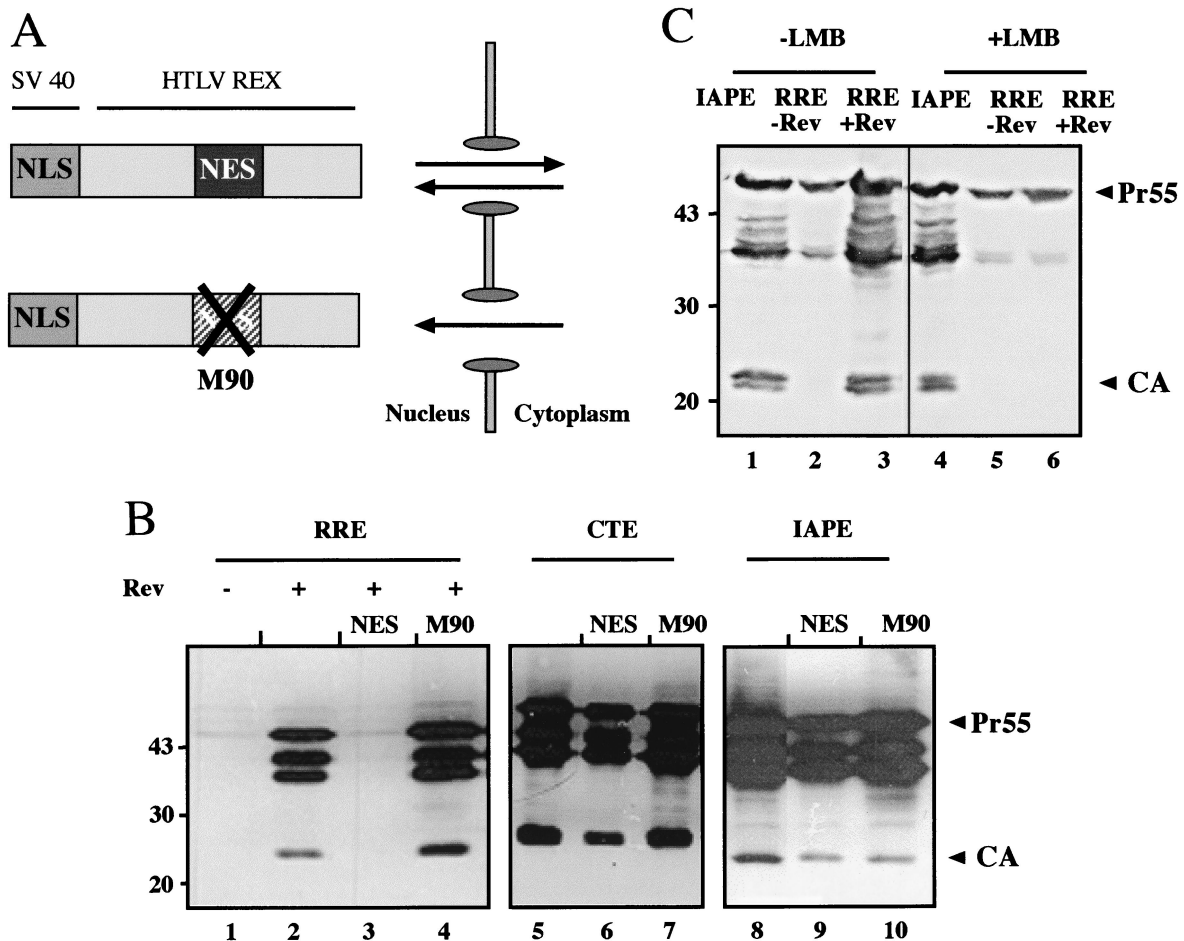 A
SV 40 HTLV REX
NLS NES
NLS
M90
Nucleus Cytoplasm
C
-LMB +LMB
IAPE RRE RRE IAPE RRE RRE
-Rev +Rev -Rev +Rev
Pr55
43
30
CA
20
1 2 3 4 5 6
B
RRE CTE IAPE
Rev - + + +
NES M90 NES M90 NES M90
Pr55
43
30
CA
20
1 2 3 4 5 6 7 8 9 10